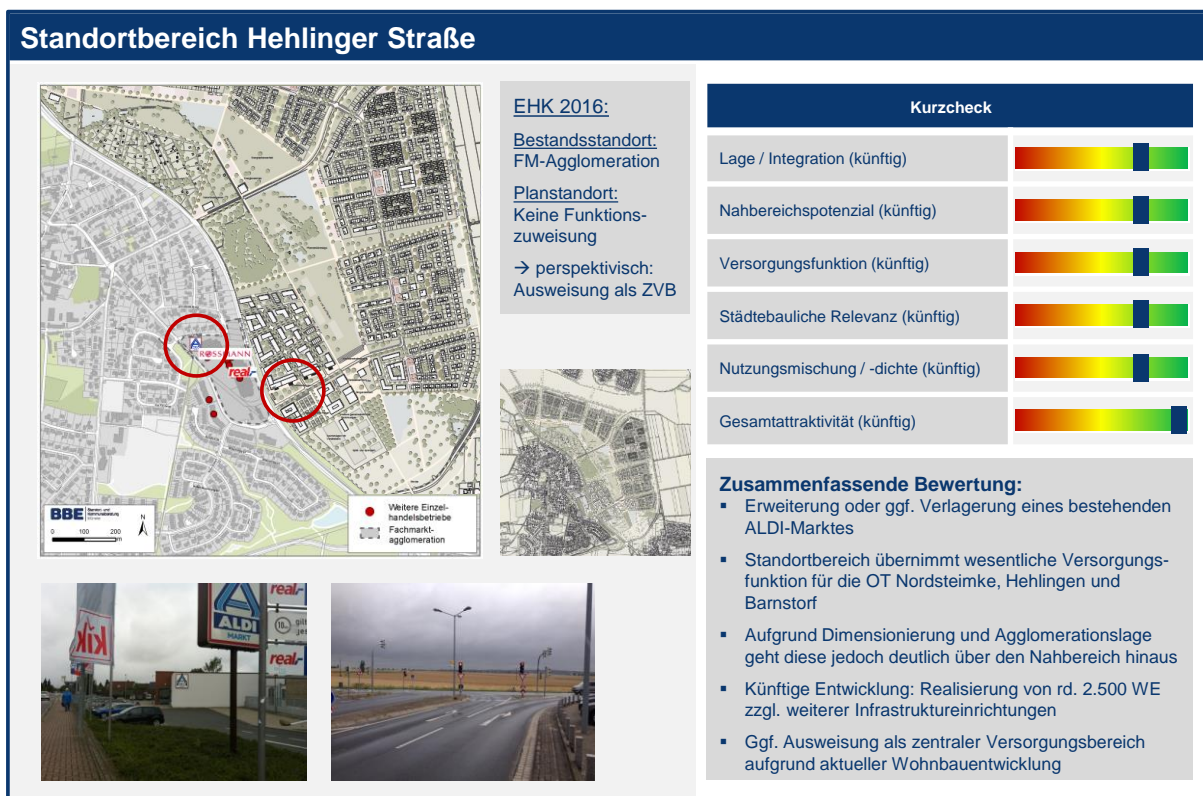 Standortbereich Hehlinger Straße
ROSSMANN
real,-
BBE
0 100 200
m
N
Weitere Einzel-
handelsbetriebe
Fachmarkt-
agglomeration
EHK 2016:
Bestandsstandort:
FM-Agglomeration
Planstandort:
Keine Funktions-
zuweisung
→ perspektivisch:
Ausweisung als ZVB
kik
ALDI
MARKT
real,-
real,-
Kurzcheck
Lage / Integration (künftig)
Nahbereichspotenzial (künftig)
Versorgungsfunktion (künftig)
Städtebauliche Relevanz (künftig)
Nutzungsmischung / -dichte (künftig)
Gesamtattraktivität (künftig)
Zusammenfassende Bewertung:
▪ Erweiterung oder ggf. Verlagerung eines bestehenden
ALDI-Marktes
▪ Standortbereich übernimmt wesentliche Versorgungs-
funktion für die OT Nordsteimke, Hehlingen und
Barnstorf
▪ Aufgrund Dimensionierung und Agglomerationslage
geht diese jedoch deutlich über den Nahbereich hinaus
▪ Künftige Entwicklung: Realisierung von rd. 2.500 WE
zzgl. weiterer Infrastruktureinrichtungen
▪ Ggf. Ausweisung als zentraler Versorgungsbereich
aufgrund aktueller Wohnbauentwicklung